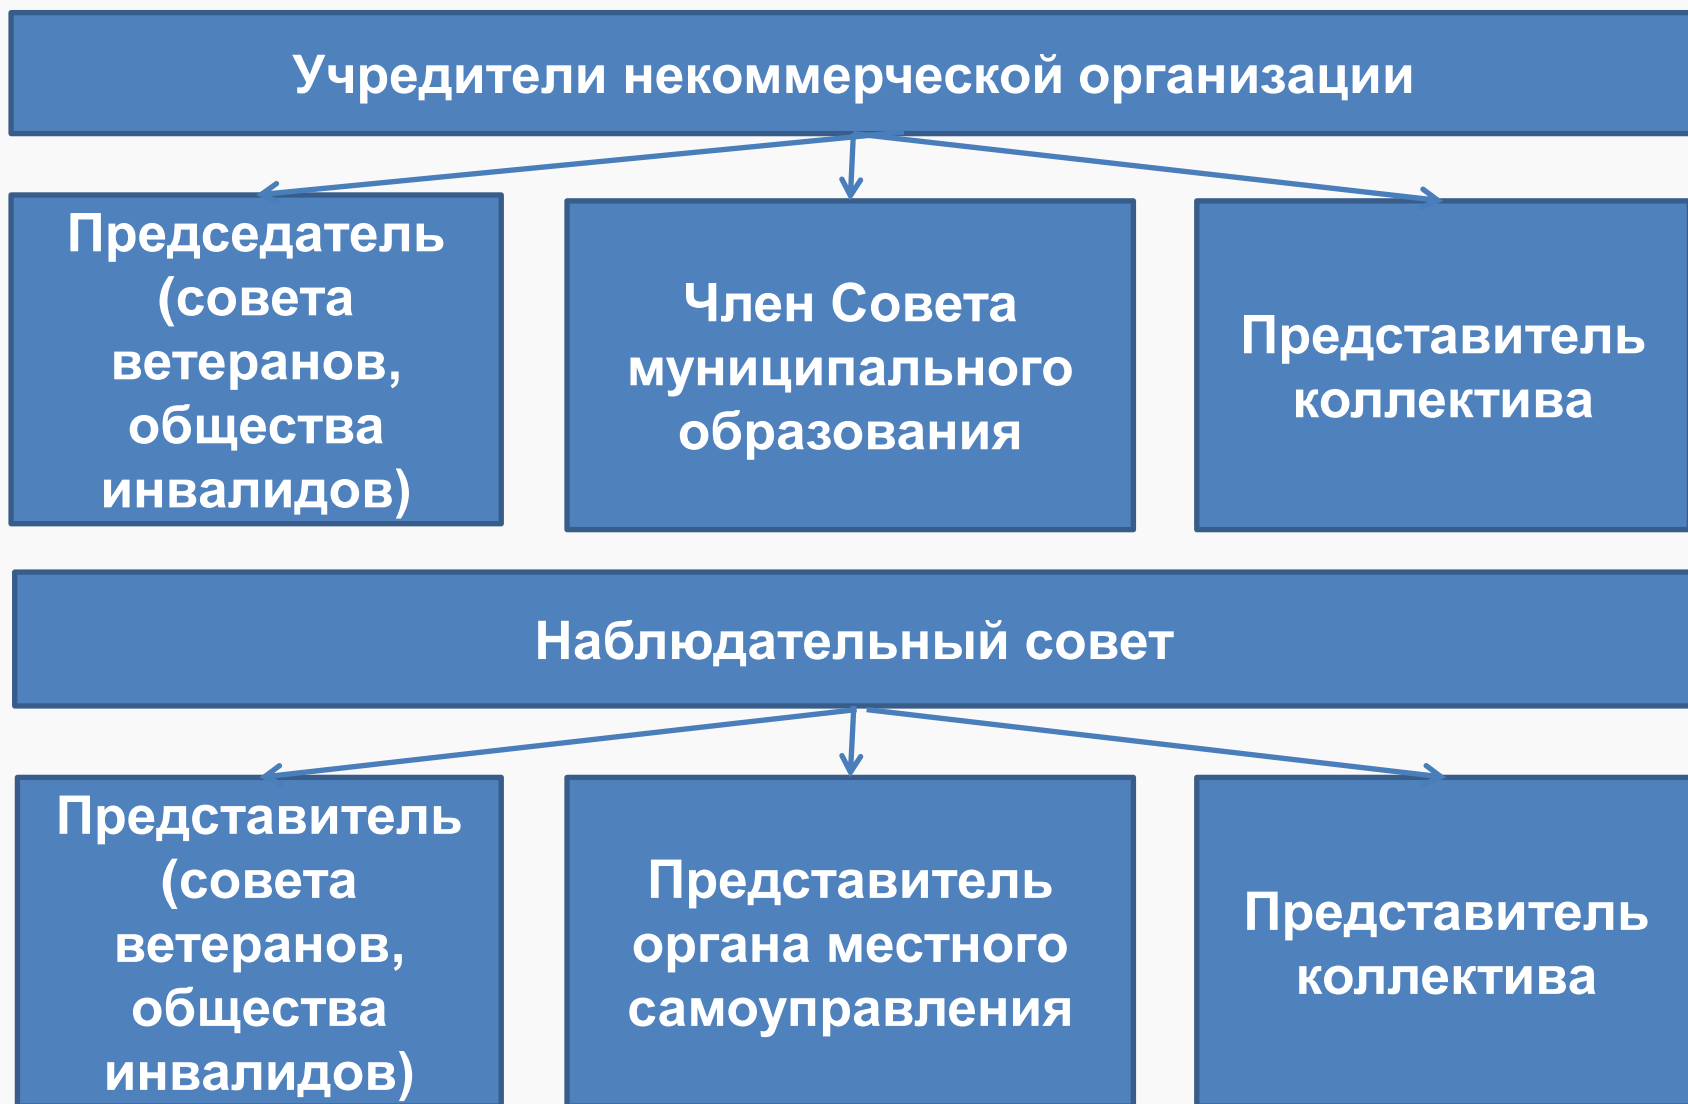 Учредители некоммерческой организации
Председатель
(совета
ветеранов,
общества
инвалидов)
Член Совета
муниципального
образования
Представитель
коллектива
Наблюдательный совет
Представитель
(совета
ветеранов,
общества
инвалидов)
Представитель
органа местного
самоуправления
Представитель
коллектива